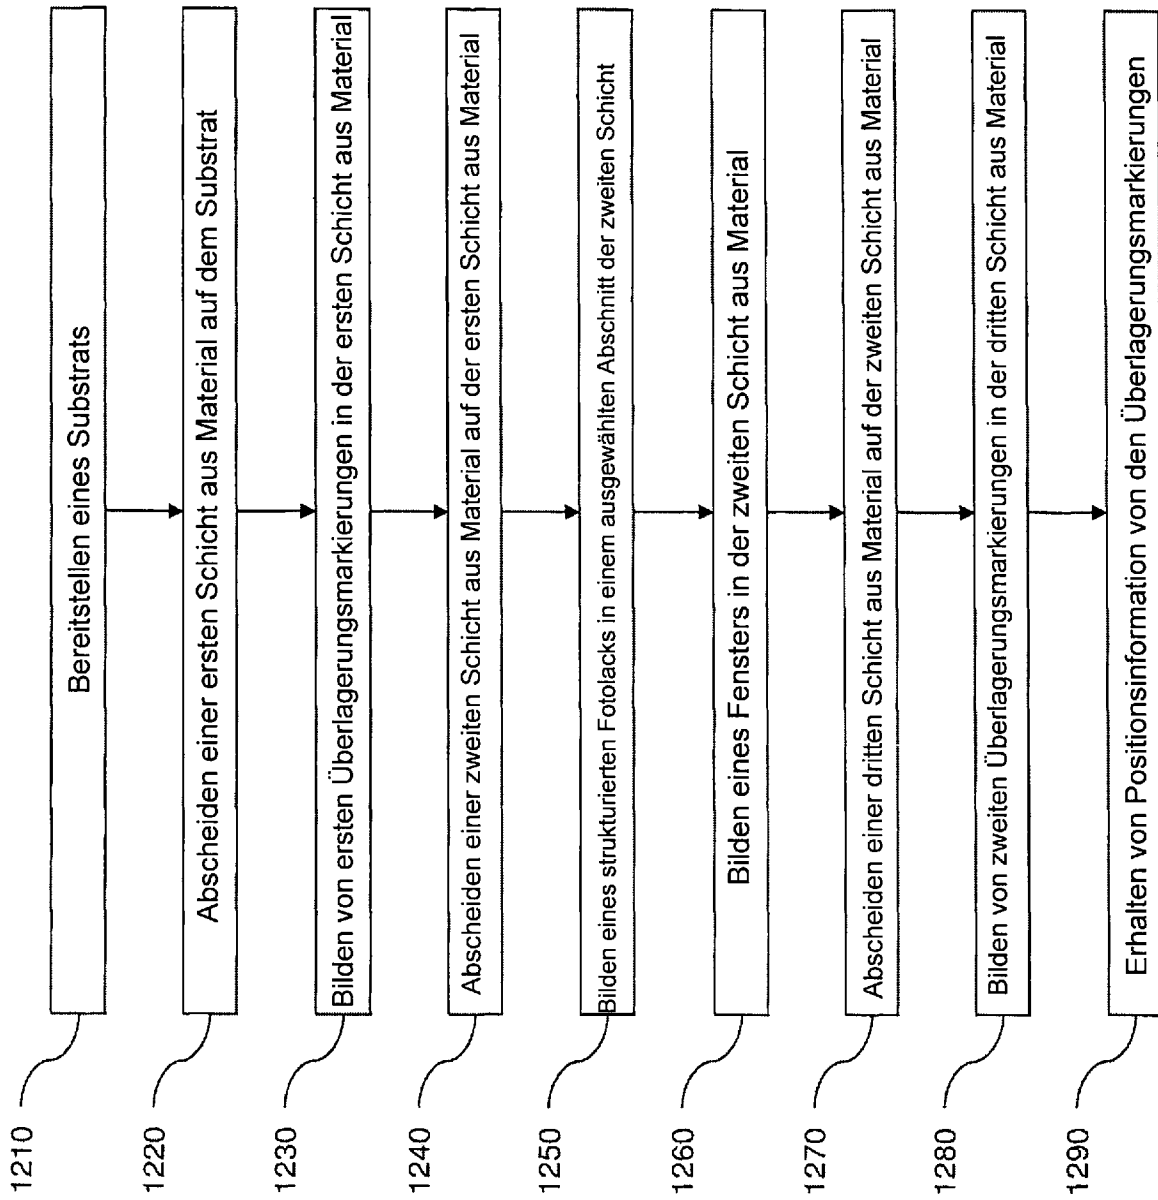 1210
Bereitstellen eines Substrats
1220
Abscheiden einer ersten Schicht aus Material auf dem Substrat
1230
Bilden von ersten Überlagerungsmarkierungen in der ersten Schicht aus Material
1240
Abscheiden einer zweiten Schicht aus Material auf der ersten Schicht aus Material
1250
Bilden eines strukturierten Fotolacks in einem ausgewählten Abschnitt der zweiten Schicht
1260
Bilden eines Fensters in der zweiten Schicht aus Material
1270
Abscheiden einer dritten Schicht aus Material auf der zweiten Schicht aus Material
1280
Bilden von zweiten Überlagerungsmarkierungen in der dritten Schicht aus Material
1290
Erhalten von Positionsinformation von den Überlagerungsmarkierungen